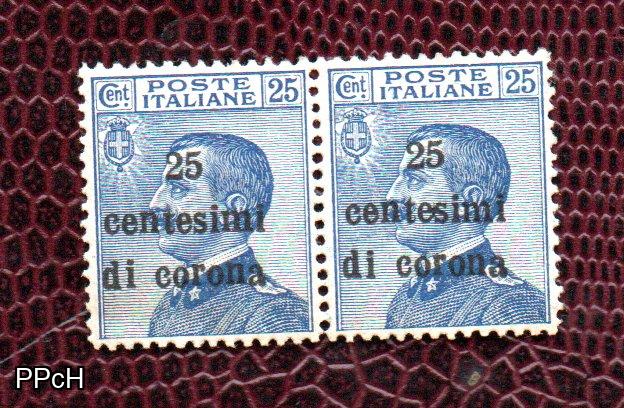 Cent POSTE ITALIANE 25
25
centesimi
di corona
Cent POSTE ITALIANE 25
25
centesimi
di corona
PPcH